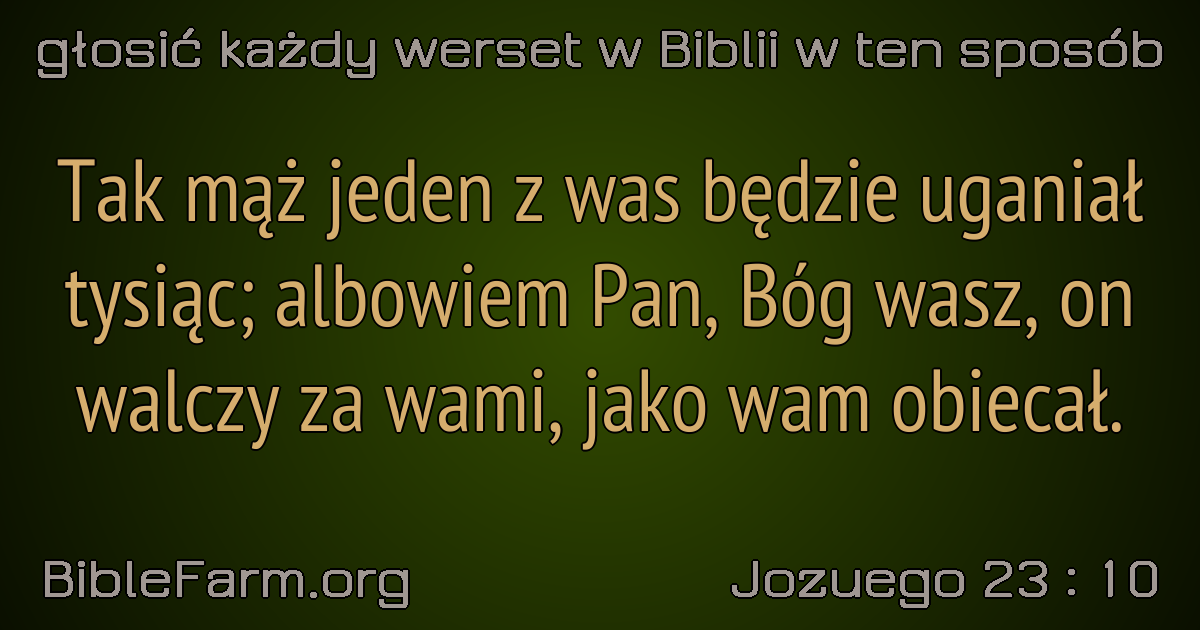 głosić każdy werset w Biblii w ten sposób
Tak mąż jeden z was będzie uganiał
tysiąc; albowiem Pan, Bóg wasz, on
walczy za wami, jako wam obiecał.
BibleFarm.org
Jozuego 23 : 10